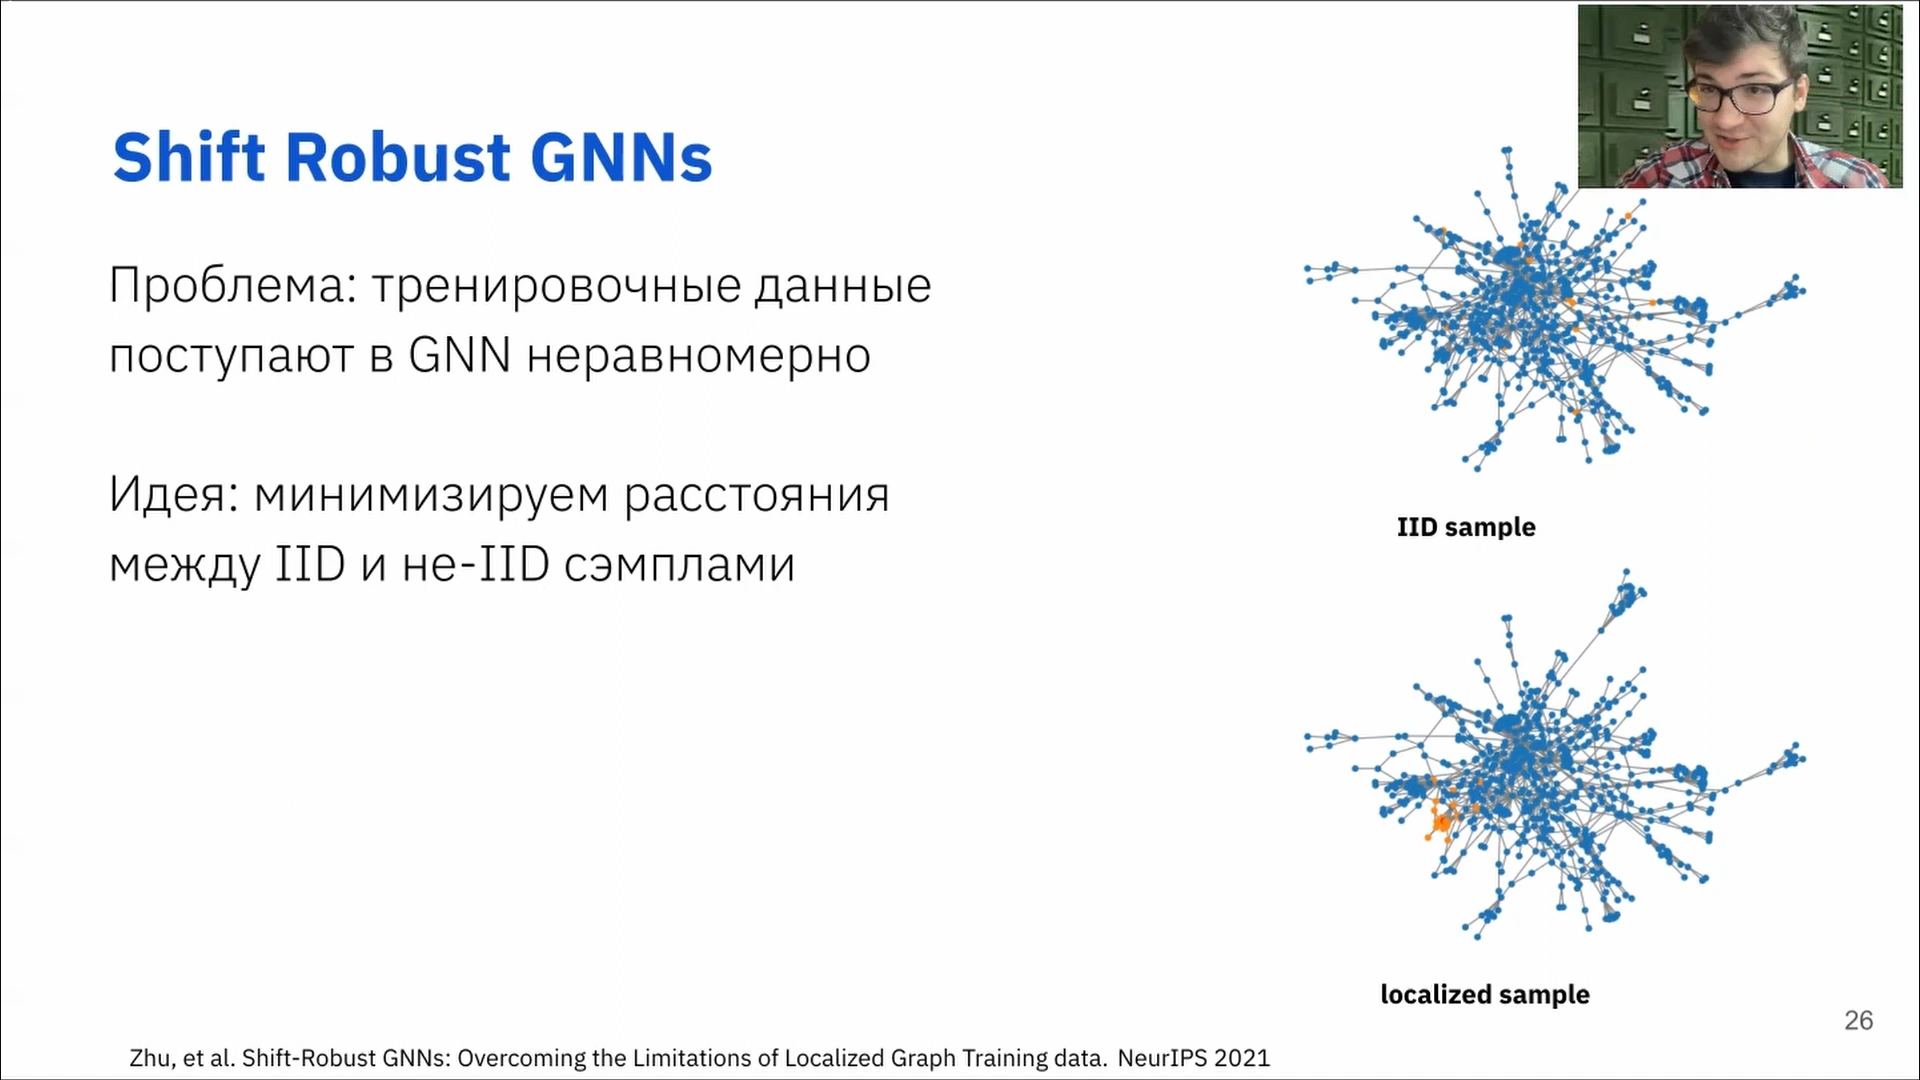 Shift Robust GNNs
Проблема: тренировочные данные
поступают в GNN неравномерно
Идея: минимизируем расстояния
между IID и не-IID сэмплами
IID sample
localized sample
26
Zhu, et al. Shift-Robust GNNs: Overcoming the Limitations of Localized Graph Training data. NeurIPS 2021